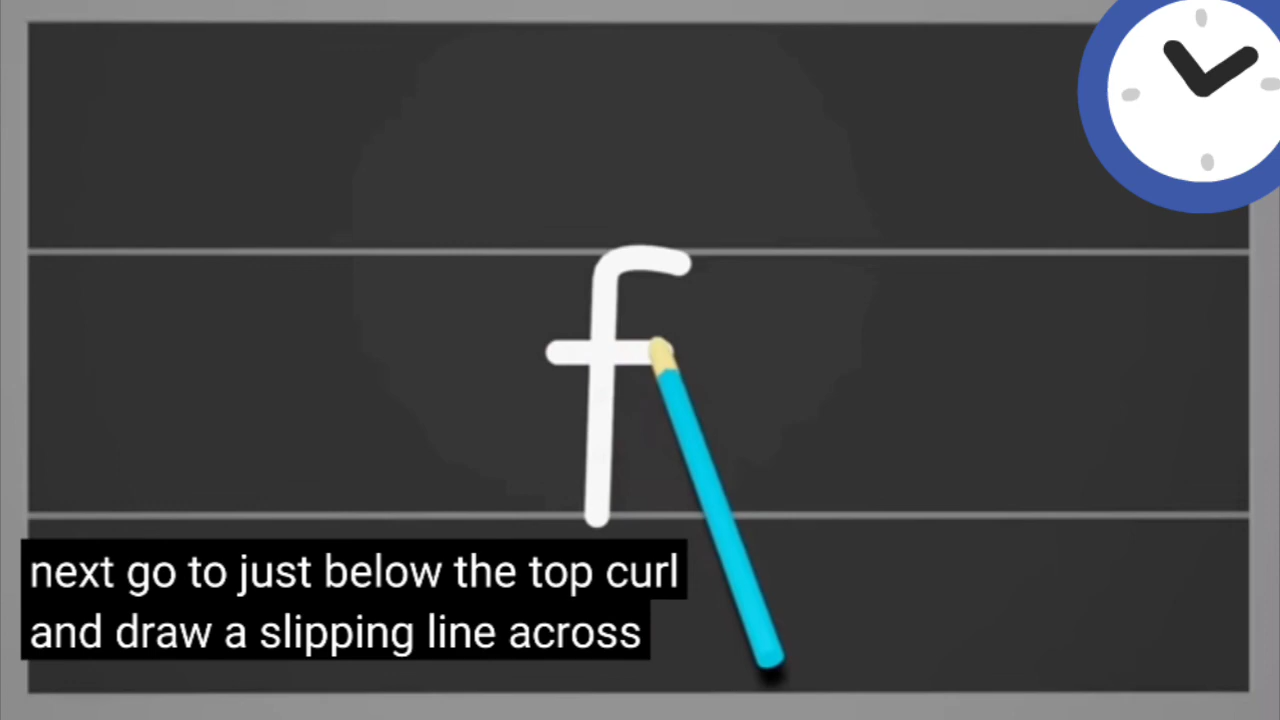 f
next go to just below the top curl
and draw a slipping line across